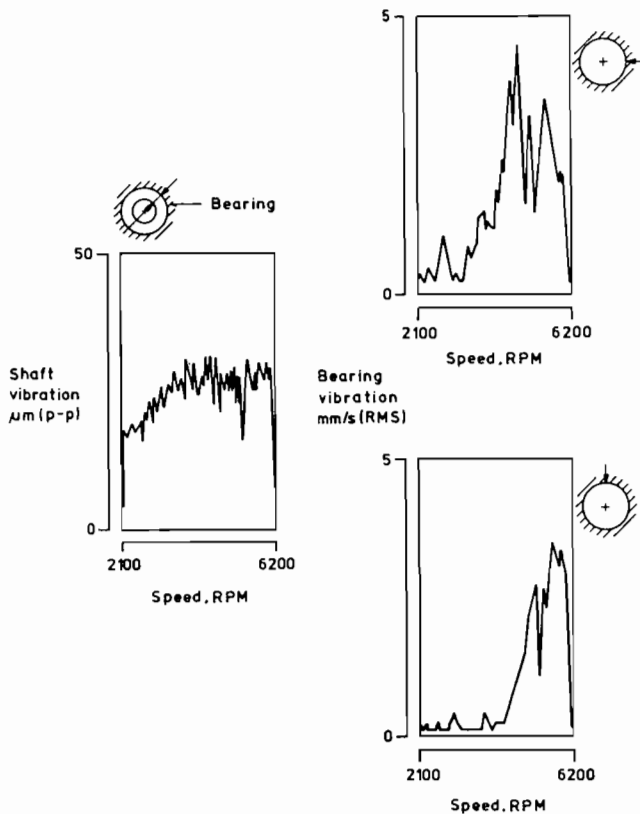 Bearing
50
Shaft
vibration
µm (p-p)
0
2100 6200
Speed, RPM
5
0
2100 6200
Speed, RPM
Bearing
vibration
mm/s (RMS)
5
0
2100 6200
Speed, RPM